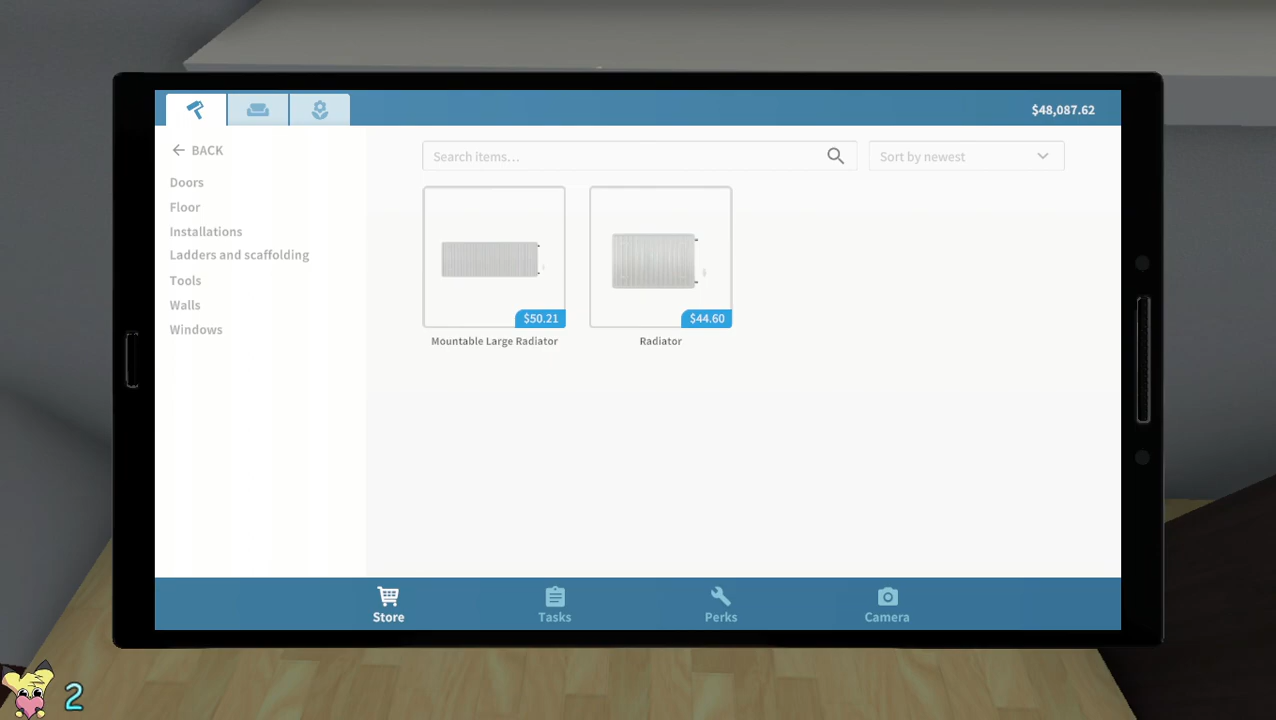 $48,087.62
BACK
Search items...
Sort by newest
Doors
Floor
Installations
Ladders and scaffolding
Tools
Walls
Windows
$50.21
$44.60
Mountable Large Radiator
Radiator
Store
Tasks
Perks
Camera
2